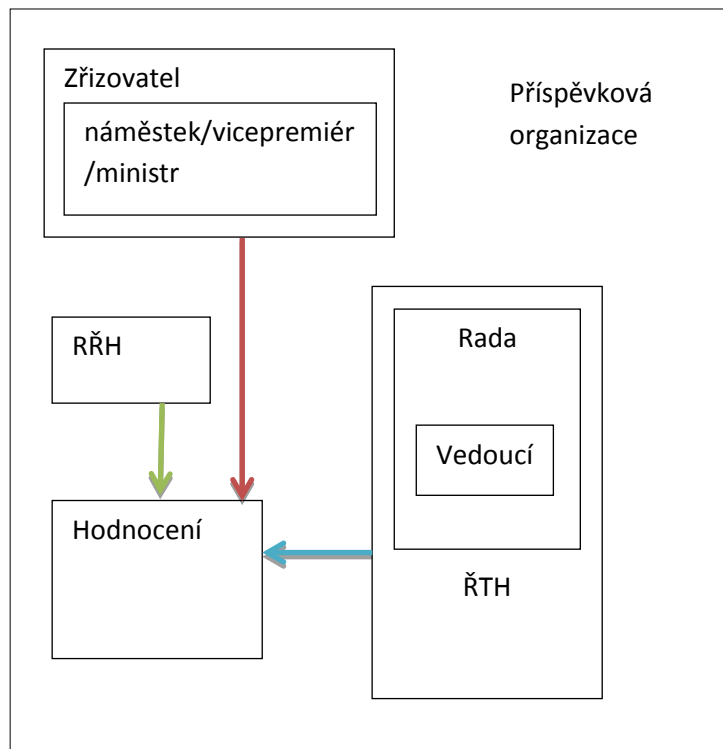 Zřizovatel
náměstek/vicepremiér
/ministr
Příspěvková
organizace
RŘH
Rada
Vedoucí
Hodnocení
ŘTH